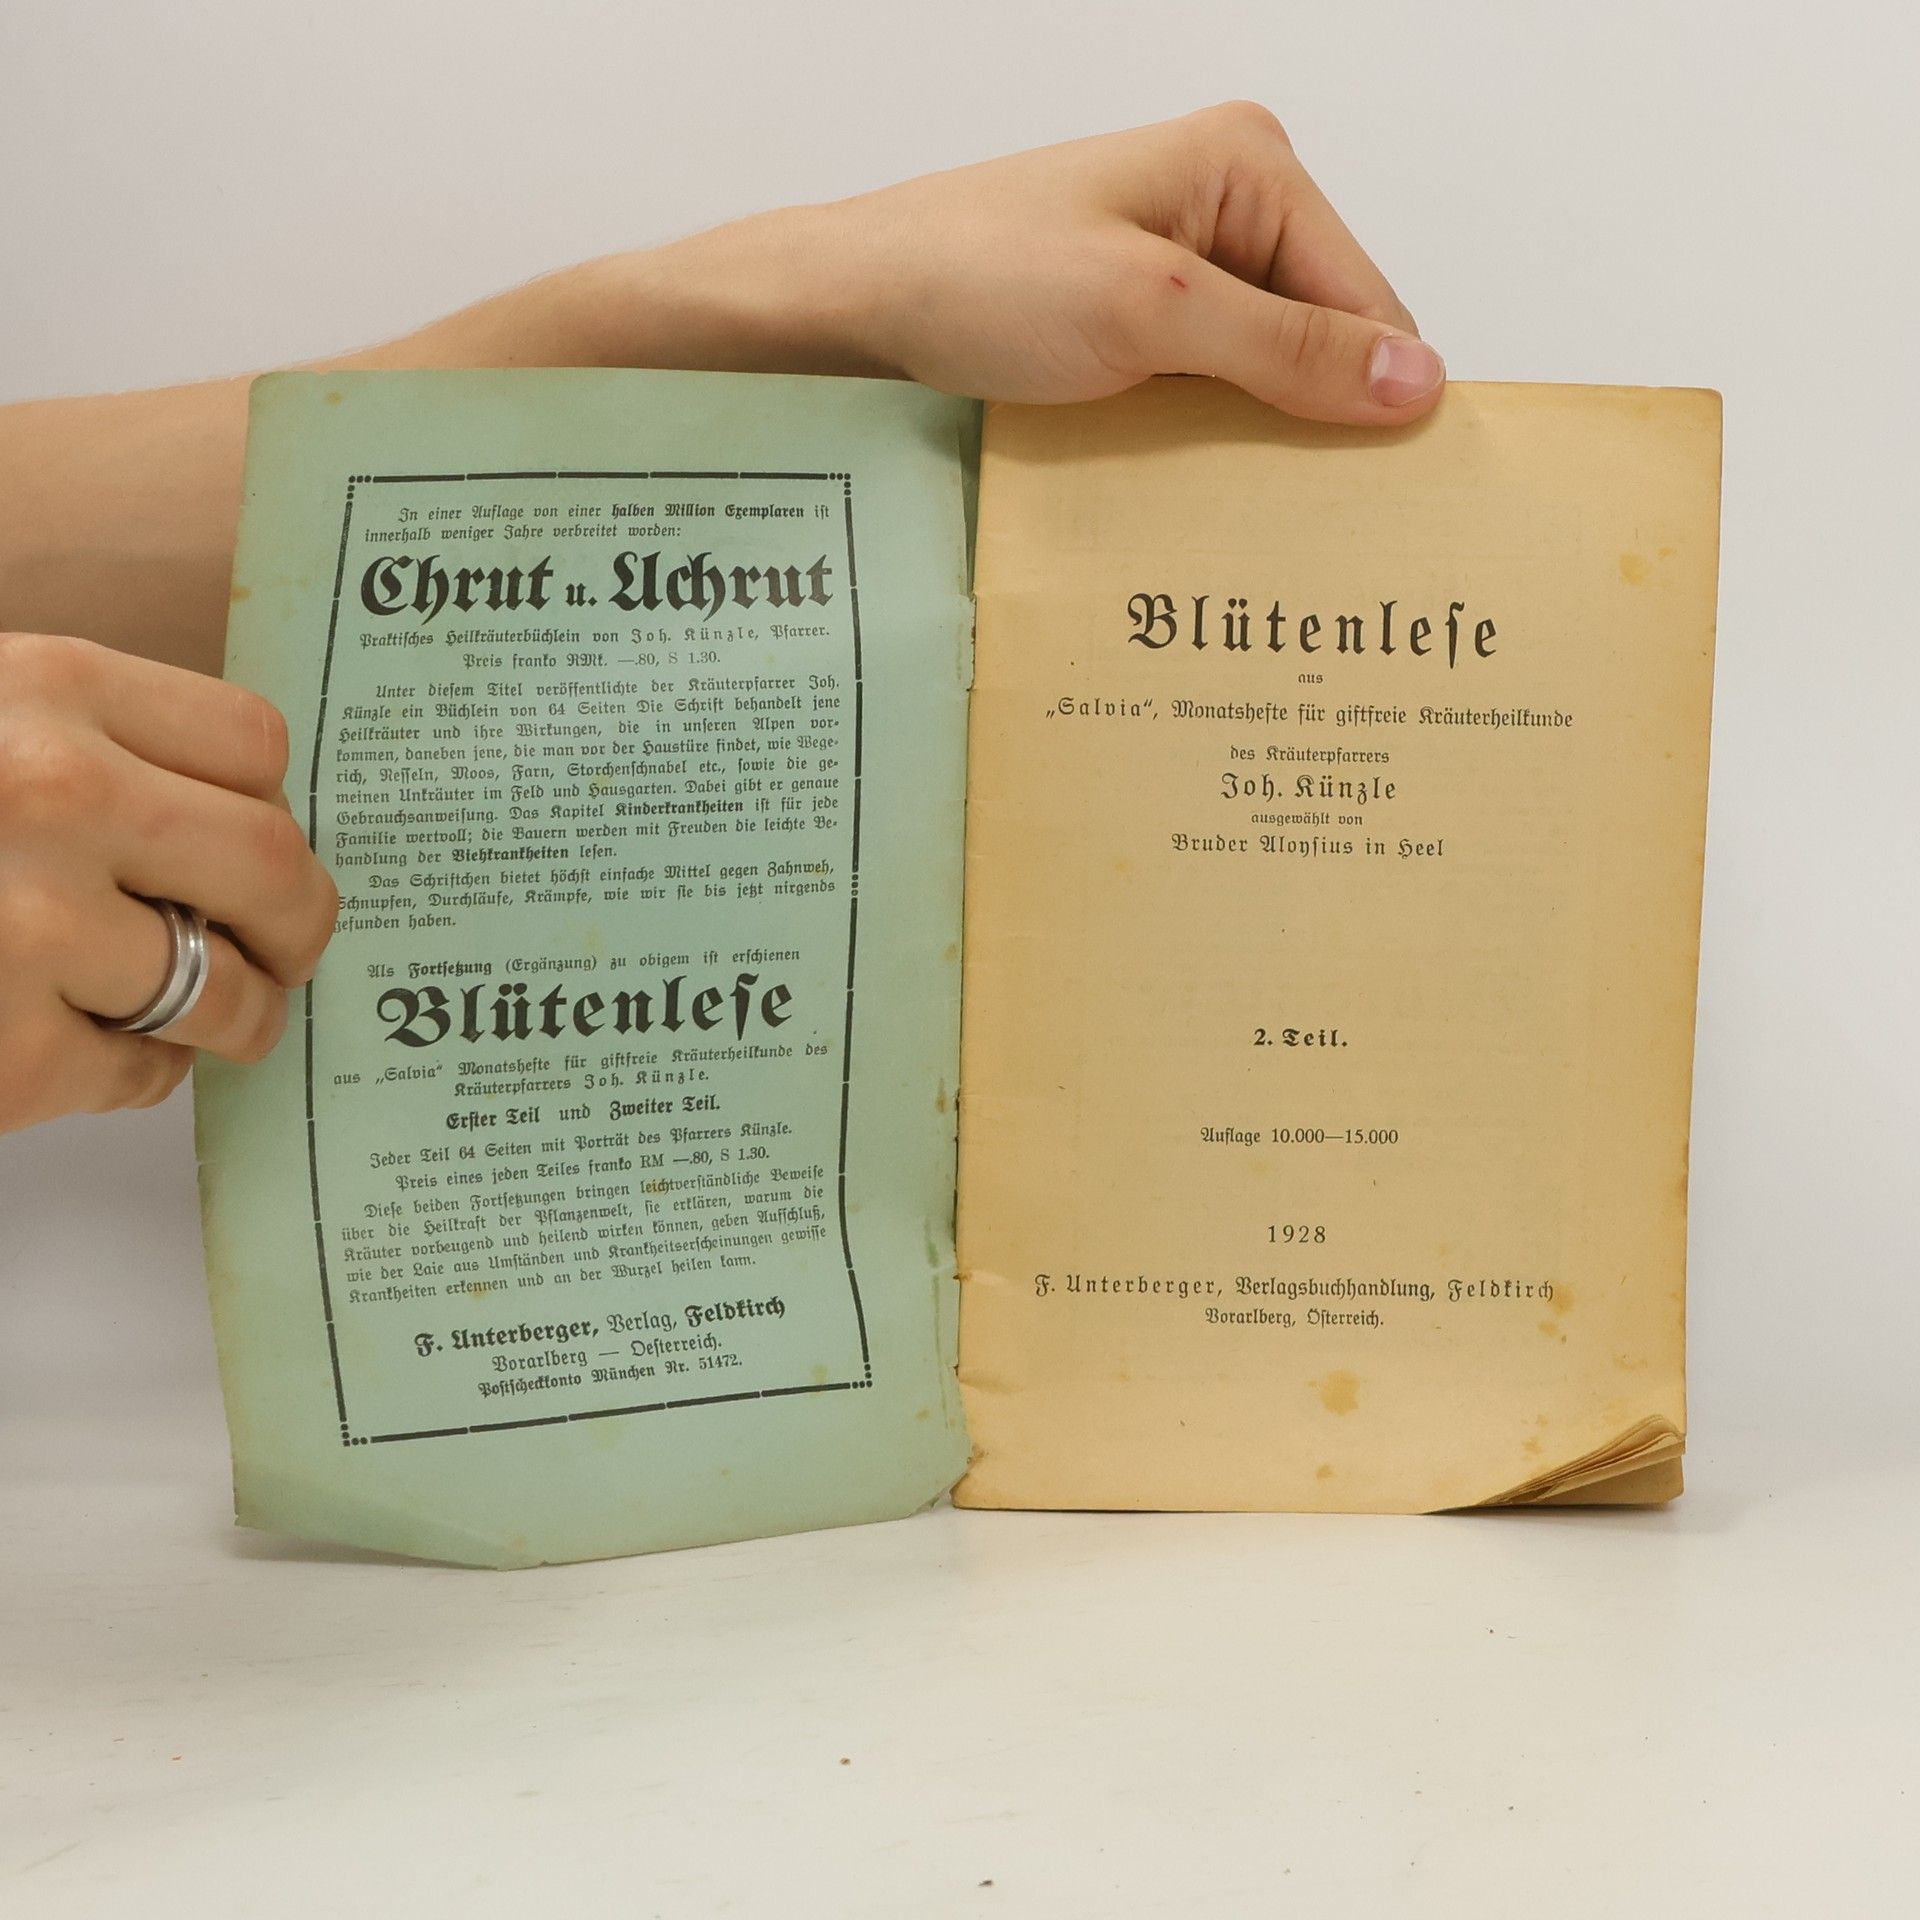 In einer Auflage von einer halben Million Exemplaren ist
innerhalb weniger Jahre verbreitet worden:
Chrut u. Uchrut
Praktisches Heilkräuterbüchlein von Joh. Künzle, Pfarrer.
Preis franko RMk. —.80, S 1.30.
Unter diesem Titel veröffentlichte der Kräuterpfarrer Joh.
Künzle ein Büchlein von 64 Seiten Die Schrift behandelt jene
Heilkräuter und ihre Wirkungen, die in unseren Alpen vor-
kommen, daneben jene, die man vor der Haustüre findet, wie Wege-
rich, Nesseln, Moos, Farn, Storchenschnabel etc., sowie die ge-
meinen Unkräuter im Feld und Hausgarten. Dabei gibt er genaue
Gebrauchsanweisung. Das Kapitel Kinderkrankheiten ist für jede
Familie wertvoll; die Bauern werden mit Freuden die leichte Be-
handlung der Viehkrankheiten lesen.
Das Schriftchen bietet höchst einfache Mittel gegen Zahnweh,
Schnupfen, Durchläufe, Krämpfe, wie wir sie bis jetzt nirgends
gefunden haben.
Als Fortsetzung (Ergänzung) zu obigem ist erschienen
Blütenlese
aus „Salvia“ Monatshefte für giftfreie Kräuterheilkunde des
Kräuterpfarrers Joh. Künzle.
Erster Teil und Zweiter Teil.
Jeder Teil 64 Seiten mit Porträt des Pfarrers Künzle.
Preis eines jeden Teiles franko RM —.80, S 1.30.
Diese beiden Fortsetzungen bringen leichtverständliche Beweise
über die Heilkraft der Pflanzenwelt, sie erklären, warum die
Kräuter vorbeugend und heilend wirken können, geben Aufschluß,
wie der Laie aus Umständen und Krankheitserscheinungen gewisse
Krankheiten erkennen und an der Wurzel heilen kann.
F. Unterberger, Verlag, Feldkirch
Vorarlberg — Oesterreich.
Postscheckkonto München Nr. 51472.
Blütenlese
aus
„Salvia“, Monatshefte für giftfreie Kräuterheilkunde
des Kräuterpfarrers
Joh. Künzle
ausgewählt von
Bruder Aloysius in Heel
2. Teil.
Auflage 10.000—15.000
1928
F. Unterberger, Verlagsbuchhandlung, Feldkirch
Vorarlberg, Österreich.